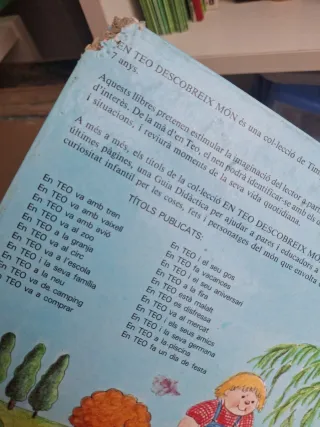 EN TEO DESCOBREIX MÓN és una col·lecció de Tim
7 anys.
Aquests llibres pretenen estimular la imaginació del lector a part
d'interès. De la mà d'en Teo, el nen podrà identificar-se amb els
i situacions, i reviurà moments de la seva vida quotidiana.
A més a més, els títols de la col·lecció EN TEO DESCOBREIX MÓN
últimes pàgines, una Guia Didàctica per ajudar a pares i educadors a
curiositat infantil per les coses, fets i personatges del món que envolta
TÍTOLS PUBLICATS:
En TEO va amb tren
En TEO va amb vaixell
En TEO va amb avió
En TEO va al zoo
En TEO a la granja
En TEO va al circ
En TEO va a l'escola
En TEO i la seva família
En TEO a la neu
En TEO va de càmping
En TEO va a comprar
En TEO i el seu gos
En TEO fa vacances
En TEO i el seu aniversari
En TEO a la fira
En TEO està malalt
En TEO es disfressa
En TEO va al mercat
En TEO i els seus amics
En TEO i la seva germana
En TEO a la piscina
En TEO fa un dia de festa